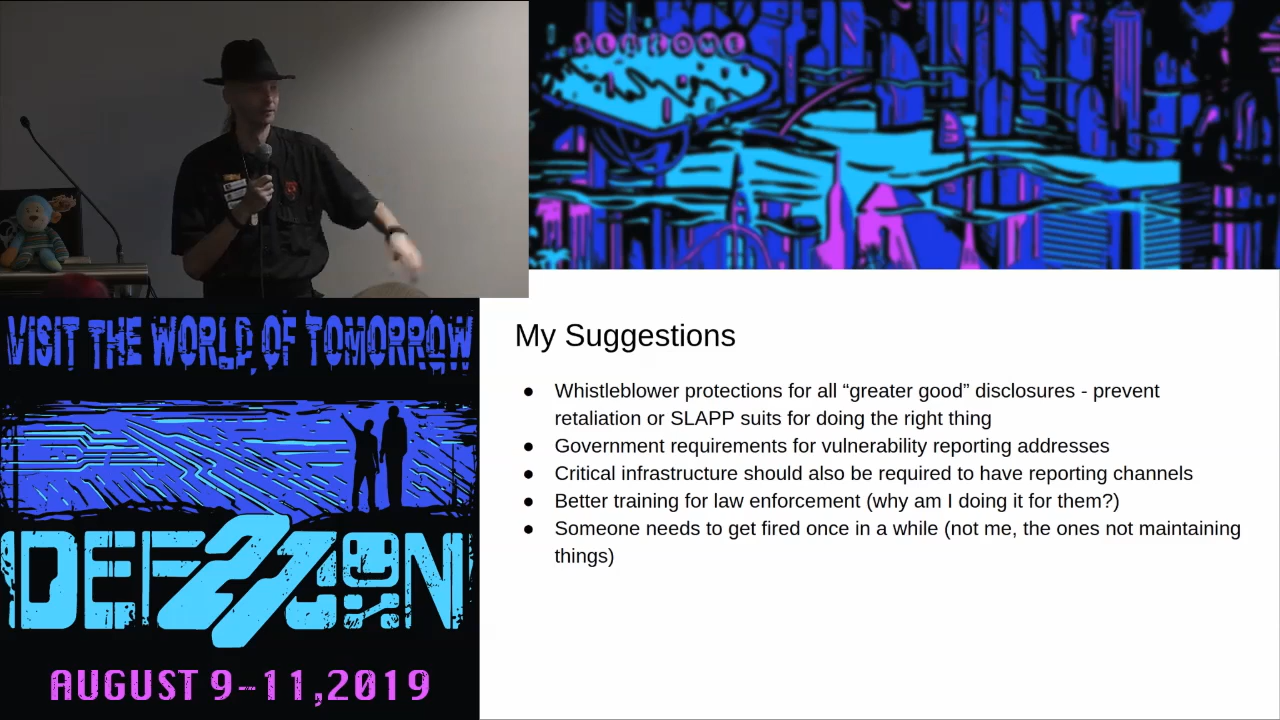 VISIT THE WORLD OF TOMORROW
DEF 27 CON
AUGUST 9-11,2019
My Suggestions
● Whistleblower protections for all “greater good” disclosures - prevent
retaliation or SLAPP suits for doing the right thing
● Government requirements for vulnerability reporting addresses
● Critical infrastructure should also be required to have reporting channels
● Better training for law enforcement (why am I doing it for them?)
● Someone needs to get fired once in a while (not me, the ones not maintaining
things)